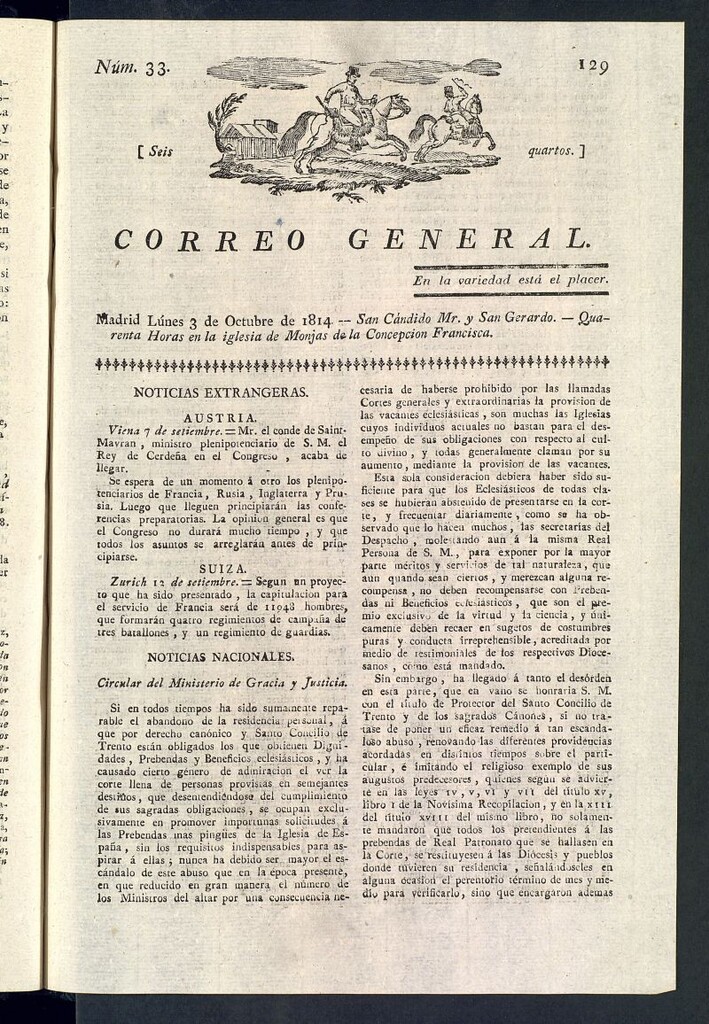 Núm. 33.
129
[ Seis
quartos. ]
CORREO GENERAL.
En la variedad está el placer.
Madrid Lúnes 3 de Octubre de 1814. -- San Cándido Mr. y San Gerardo. — Qua-
renta Horas en la iglesia de Monjas de la Concepcion Francisca.
NOTICIAS EXTRANGERAS.
AUSTRIA.
Viena 7 de setiembre. = Mr. el conde de Saint-
Mavran , ministro plenipotenciario de S. M. el
Rey de Cerdeña en el Congreso , acaba de
llegar.
Se espera de un momento á otro los plenipo-
tenciarios de Francia, Rusia , Inglaterra y Pru-
sia. Luego que lleguen principiarán las confe-
rencias preparatorias. La opinion general es que
el Congreso no durará mucho tiempo , y que
todos los asuntos se arreglarán antes de prin-
cipiarse.
SUIZA.
Zurich 12 de setiembre. = Segun un proyec-
to que ha sido presentado , la capitulacion para
el servicio de Francia será de 11948 hombres,
que formarán quatro regimientos de campaña de
tres batallones , y un regimiento de guardias.
NOTICIAS NACIONALES.
Circular del Ministerio de Gracia y Justicia.
Si en todos tiempos ha sido sumamente repa-
rable el abandono de la residencia personal , á
que por derecho canónico y Santo Concilio de
Trento están obligados los que obtienen Digni-
dades , Prebendas y Beneficios eclesiásticos , y ha
causado cierto género de admiracion el ver la
corte llena de personas provistas en semejantes
destinos , que desentendiéndose del cumplimiento
de sus sagradas obligaciones , se ocupan exclu-
sivamente en promover importunas solicitudes á
las Prebendas mas pingües de la Iglesia de Es-
paña , sin los requisitos indispensables para as-
pirar á ellas ; nunca ha debido ser mayor el es-
cándalo de este abuso que en la época presente,
en que reducido en gran manera el número de
los Ministros del altar por una consecuencia ne-
cesaria de haberse prohibido por las llamadas
Cortes generales y extraordinarias la provision de
las vacantes eclesiásticas , son muchas las Iglesias
cuyos individuos actuales no bastan para el des-
empeño de sus obligaciones con respecto al cul-
to divino , y todas generalmente claman por su
aumento , mediante la provision de las vacantes.
Esta sola consideracion debiera haber sido su-
ficiente para que los Eclesiásticos de todas cla-
ses se hubieran abstenido de presentarse en la cor-
te, y frecuentar diariamente , como se ha ob-
servado que lo hacen muchos , las secretarías del
Despacho , molestando aun á la misma Real
Persona de S. M., para exponer por la mayor
parte méritos y servicios de tal naturaleza, que
aun quando sean ciertos , y merezcan alguna re-
compensa , no deben recompensarse con Preben-
das ni Beneficios eclesiásticos , que son el pre-
mio exclusivo de la virtud y la ciencia, y úni-
camente deben recaer en sugetos de costumbres
puras y conducta irreprehensible, acreditada por
medio de testimoniales de los respectivos Dioce-
sanos , como está mandado.
Sin embargo , ha llegado á tanto el desórden
en esta parte, que en vano se honraria S. M.
con el título de Protector del Santo Concilio de
Trento y de los sagrados Cánones, si no tra-
tase de poner un eficaz remedio á tan escanda-
loso abuso , renovando las diferentes providencias
acordadas en distintos tiempos sobre el parti-
cular , é imitando el religioso exemplo de sus
augustos predecesores , quienes segun se advier-
te en las leyes IV , V, VI y VII del título XV,
libro I de la Novísima Recopilacion, y en la XIII
del título XVIII del mismo libro, no solamen-
te mandaron que todos los pretendientes á las
prebendas de Real Patronato que se hallasen en
la Corte, se restituyesen á las Diócesis y pueblos
donde tuviesen su residencia , señalándoseles en
alguna ocasion el perentorio término de mes y me-
dio para verificarlo, sino que encargaron ademas